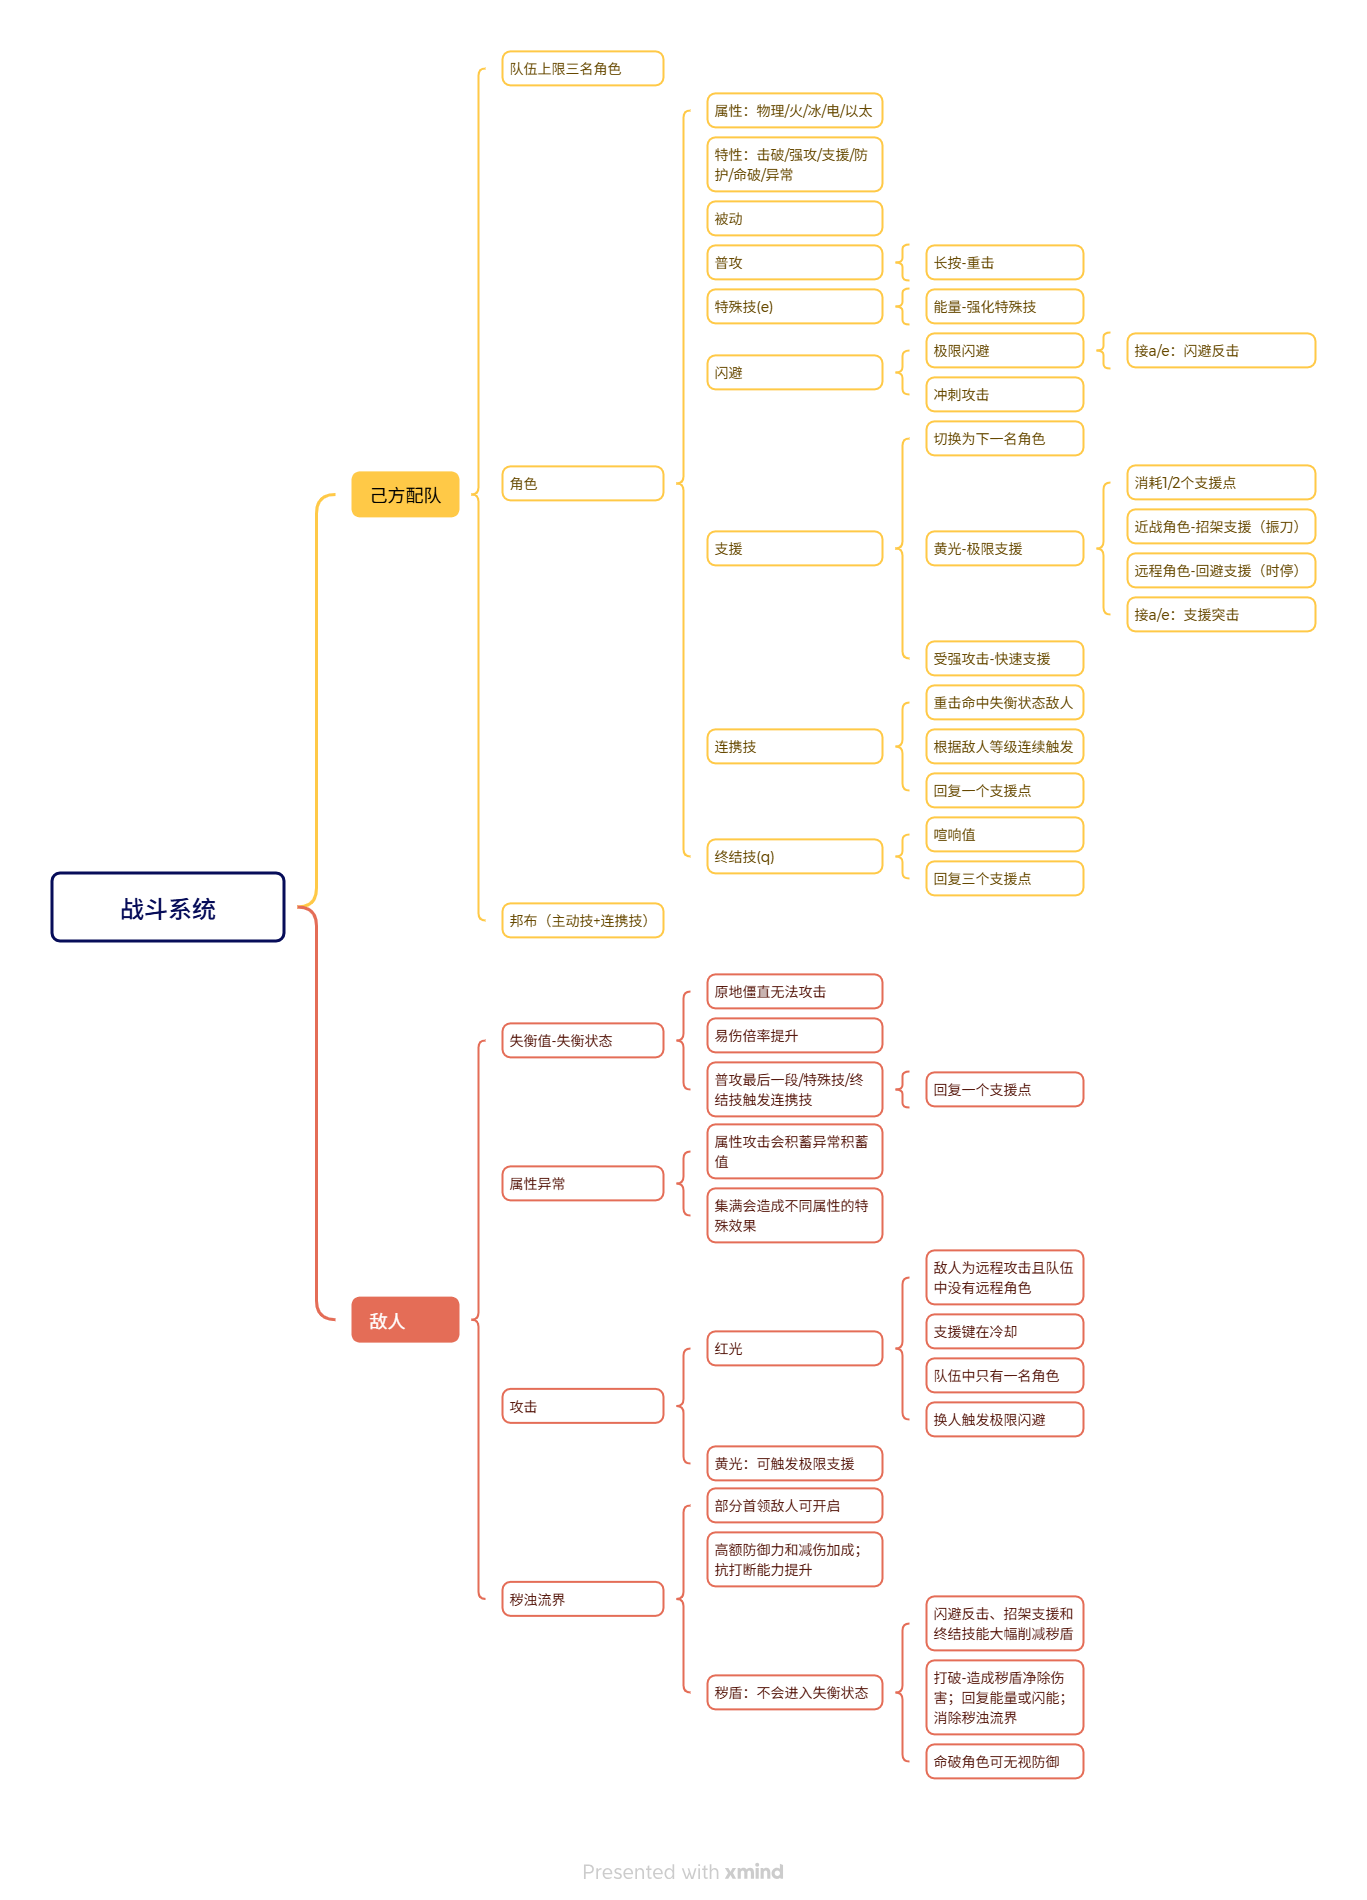 队伍上限三名角色
属性：物理/火/冰/电/以太
特性：击破/强攻/支援/防
护/命破/异常
被动
普攻
长按-重击
特殊技(e)
能量-强化特殊技
闪避
极限闪避
接a/e：闪避反击
冲刺攻击
切换为下一名角色
己方配队
角色
支援
黄光-极限支援
消耗1/2个支援点
近战角色-招架支援（振刀）
远程角色-回避支援（时停）
接a/e：支援突击
受强攻击-快速支援
连携技
重击命中失衡状态敌人
根据敌人等级连续触发
回复一个支援点
终结技(q)
喧响值
回复三个支援点
战斗系统
邦布（主动技+连携技）
失衡值-失衡状态
原地僵直无法攻击
易伤倍率提升
普攻最后一段/特殊技/终
结技触发连携技
回复一个支援点
属性异常
属性攻击会积蓄异常积蓄
值
集满会造成不同属性的特
殊效果
敌人
攻击
红光
敌人为远程攻击且队伍
中没有远程角色
支援键在冷却
队伍中只有一名角色
换人触发极限闪避
黄光：可触发极限支援
秽浊流界
部分首领敌人可开启
高额防御力和减伤加成；
抗打断能力提升
秽盾：不会进入失衡状态
闪避反击、招架支援和
终结技能大幅削减秽盾
打破-造成秽盾净除伤
害；回复能量或闪能；
消除秽浊流界
命破角色可无视防御
Presented with xmind